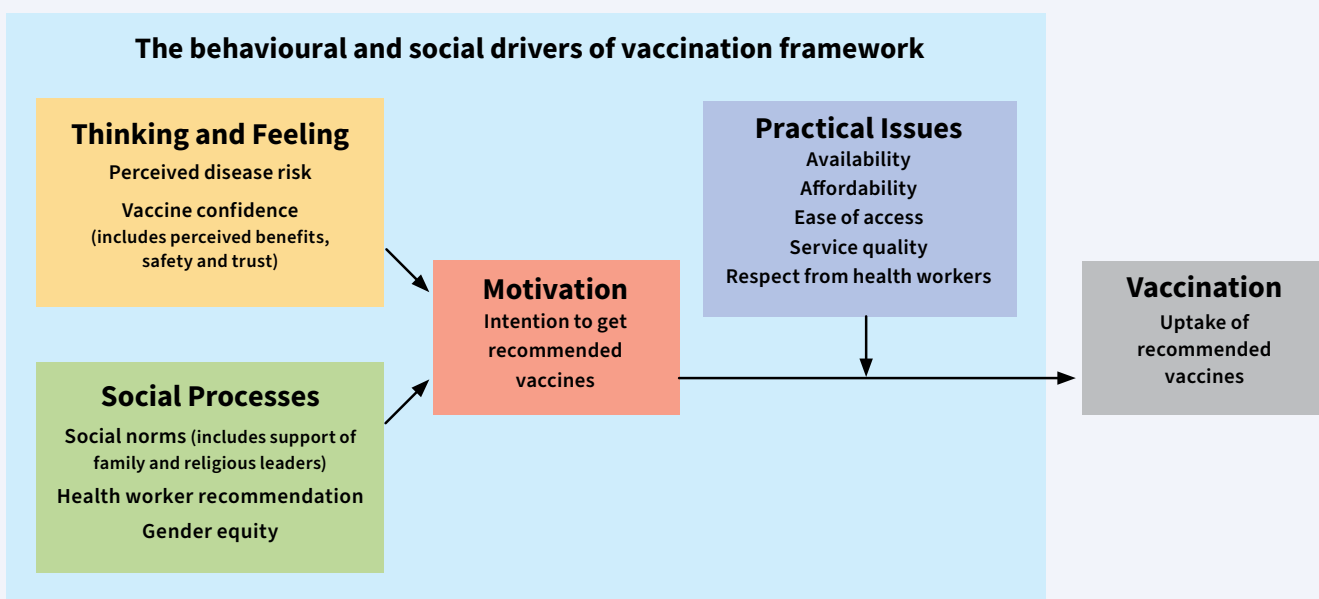 The behavioural and social drivers of vaccination framework
Thinking and Feeling
Perceived disease risk
Vaccine confidence
(includes perceived benefits,
safety and trust)
Social Processes
Social norms (includes support of
family and religious leaders)
Health worker recommendation
Gender equity
Motivation
Intention to get
recommended
vaccines
Practical Issues
Availability
Affordability
Ease of access
Service quality
Respect from health workers
Vaccination
Uptake of
recommended
vaccines